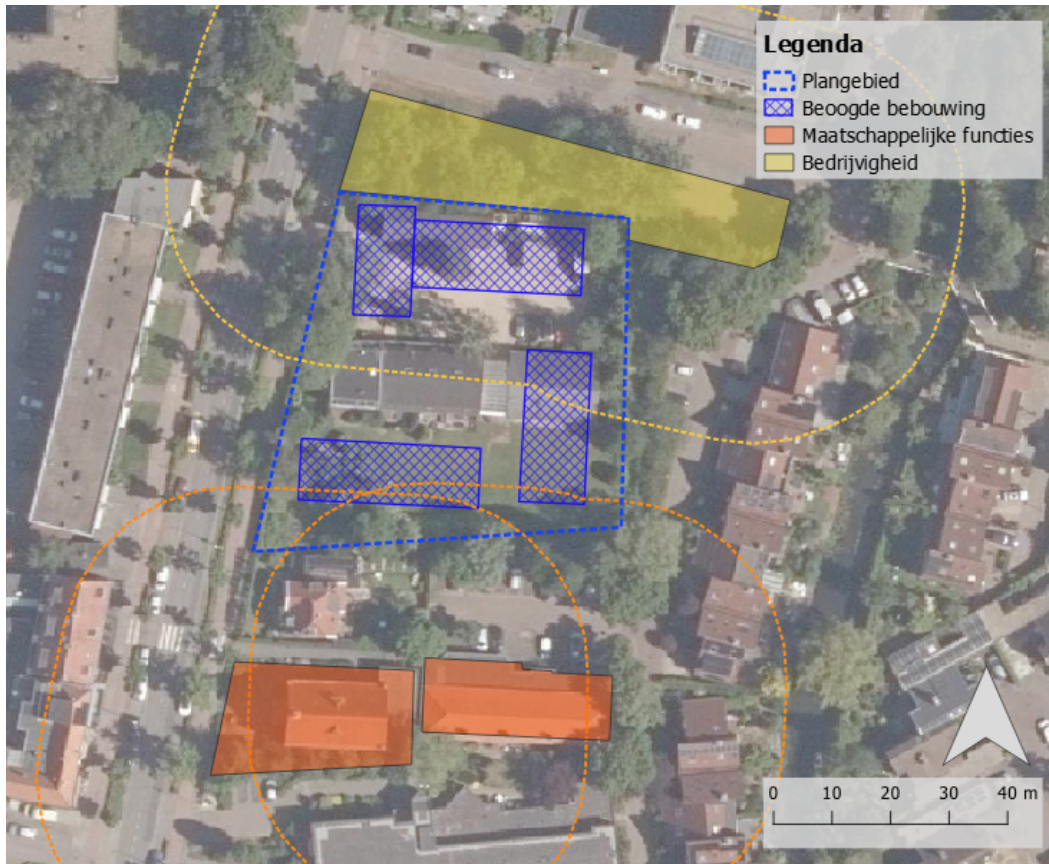 Legenda
Plangebied
Beoogde bebouwing
Maatschappelijke functies
Bedrijvigheid
0 10 20 30 40 m